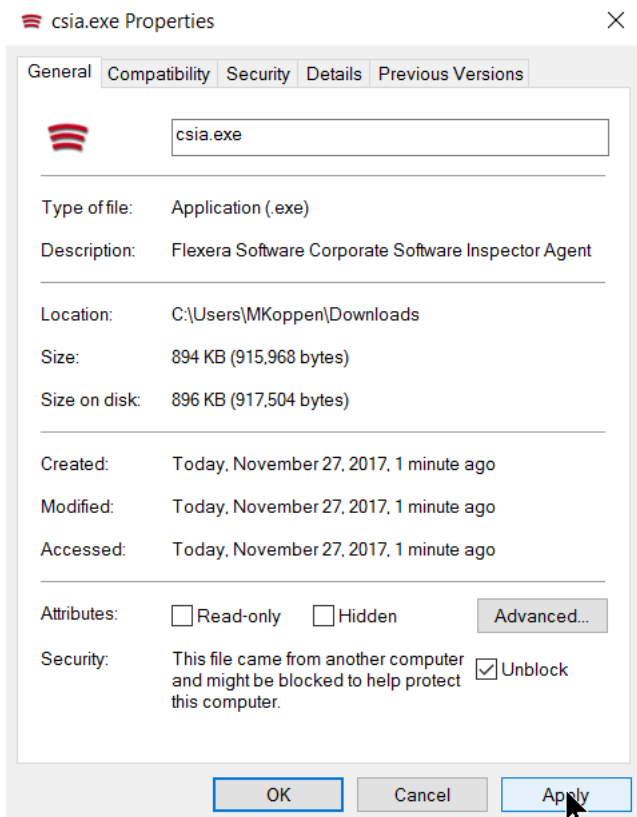 csia.exe Properties
General Compatibility Security Details Previous Versions
csia.exe
Type of file: Application (.exe)
Description: Flexera Software Corporate Software Inspector Agent
Location: C:\Users\MKoppen\Downloads
Size: 894 KB (915,968 bytes)
Size on disk: 896 KB (917,504 bytes)
Created: Today, November 27, 2017, 1 minute ago
Modified: Today, November 27, 2017, 1 minute ago
Accessed: Today, November 27, 2017, 1 minute ago
Attributes: Read-only Hidden Advanced...
Security: This file came from another computer
and might be blocked to help protect
this computer.
Unblock
OK Cancel Apply